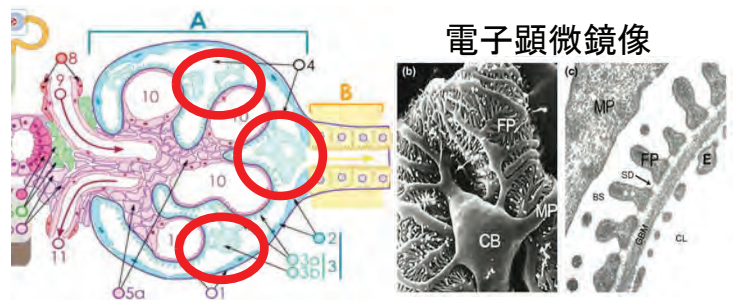 電子顕微鏡像
A
8
9
4
10
10
B
10
2
3a
3b
3
11
5a
1
(b)
FP
MP
CB
(c)
MP
FP
E
SD
BS
GBM
CL